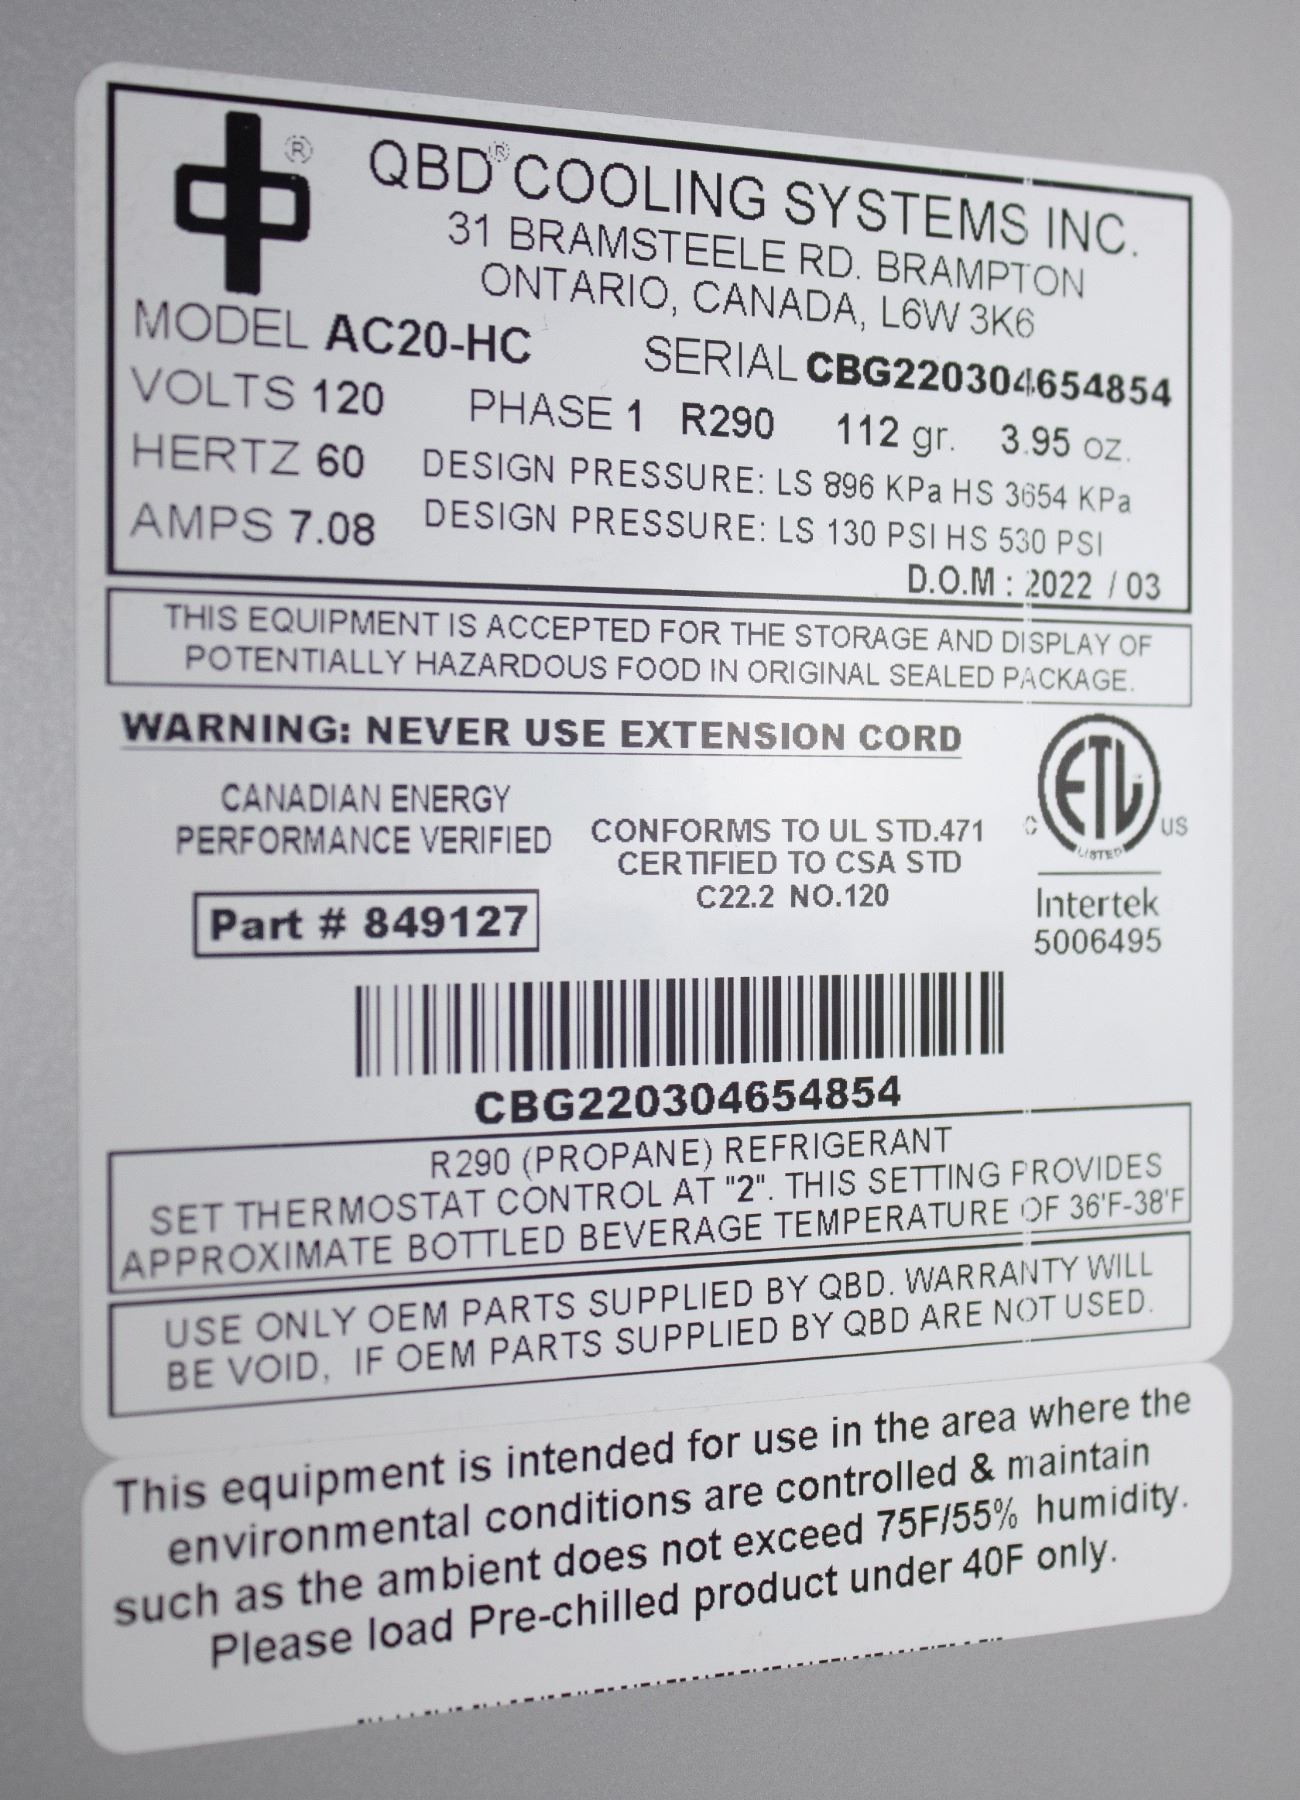 QBD® COOLING SYSTEMS INC.
31 BRAMSTEELE RD. BRAMPTON
ONTARIO, CANADA, L6W 3K6
MODEL AC20-HC SERIAL CBG220304654854
VOLTS 120 PHASE 1 R290 112 gr. 3.95 oz.
HERTZ 60 DESIGN PRESSURE: LS 896 KPa HS 3654 KPa
AMPS 7.08 DESIGN PRESSURE: LS 130 PSI HS 530 PSI
D.O.M : 2022 / 03
THIS EQUIPMENT IS ACCEPTED FOR THE STORAGE AND DISPLAY OF
POTENTIALLY HAZARDOUS FOOD IN ORIGINAL SEALED PACKAGE.
WARNING: NEVER USE EXTENSION CORD
CANADIAN ENERGY
PERFORMANCE VERIFIED
Part # 849127
CONFORMS TO UL STD.471
CERTIFIED TO CSA STD
C22.2 NO.120
ETL
C US
LISTED
Intertek
5006495
CBG220304654854
R290 (PROPANE) REFRIGERANT
SET THERMOSTAT CONTROL AT "2". THIS SETTING PROVIDES
APPROXIMATE BOTTLED BEVERAGE TEMPERATURE OF 36'F-38'F
USE ONLY OEM PARTS SUPPLIED BY QBD. WARRANTY WILL
BE VOID, IF OEM PARTS SUPPLIED BY QBD ARE NOT USED.
This equipment is intended for use in the area where the
environmental conditions are controlled & maintain
such as the ambient does not exceed 75F/55% humidity.
Please load Pre-chilled product under 40F only.